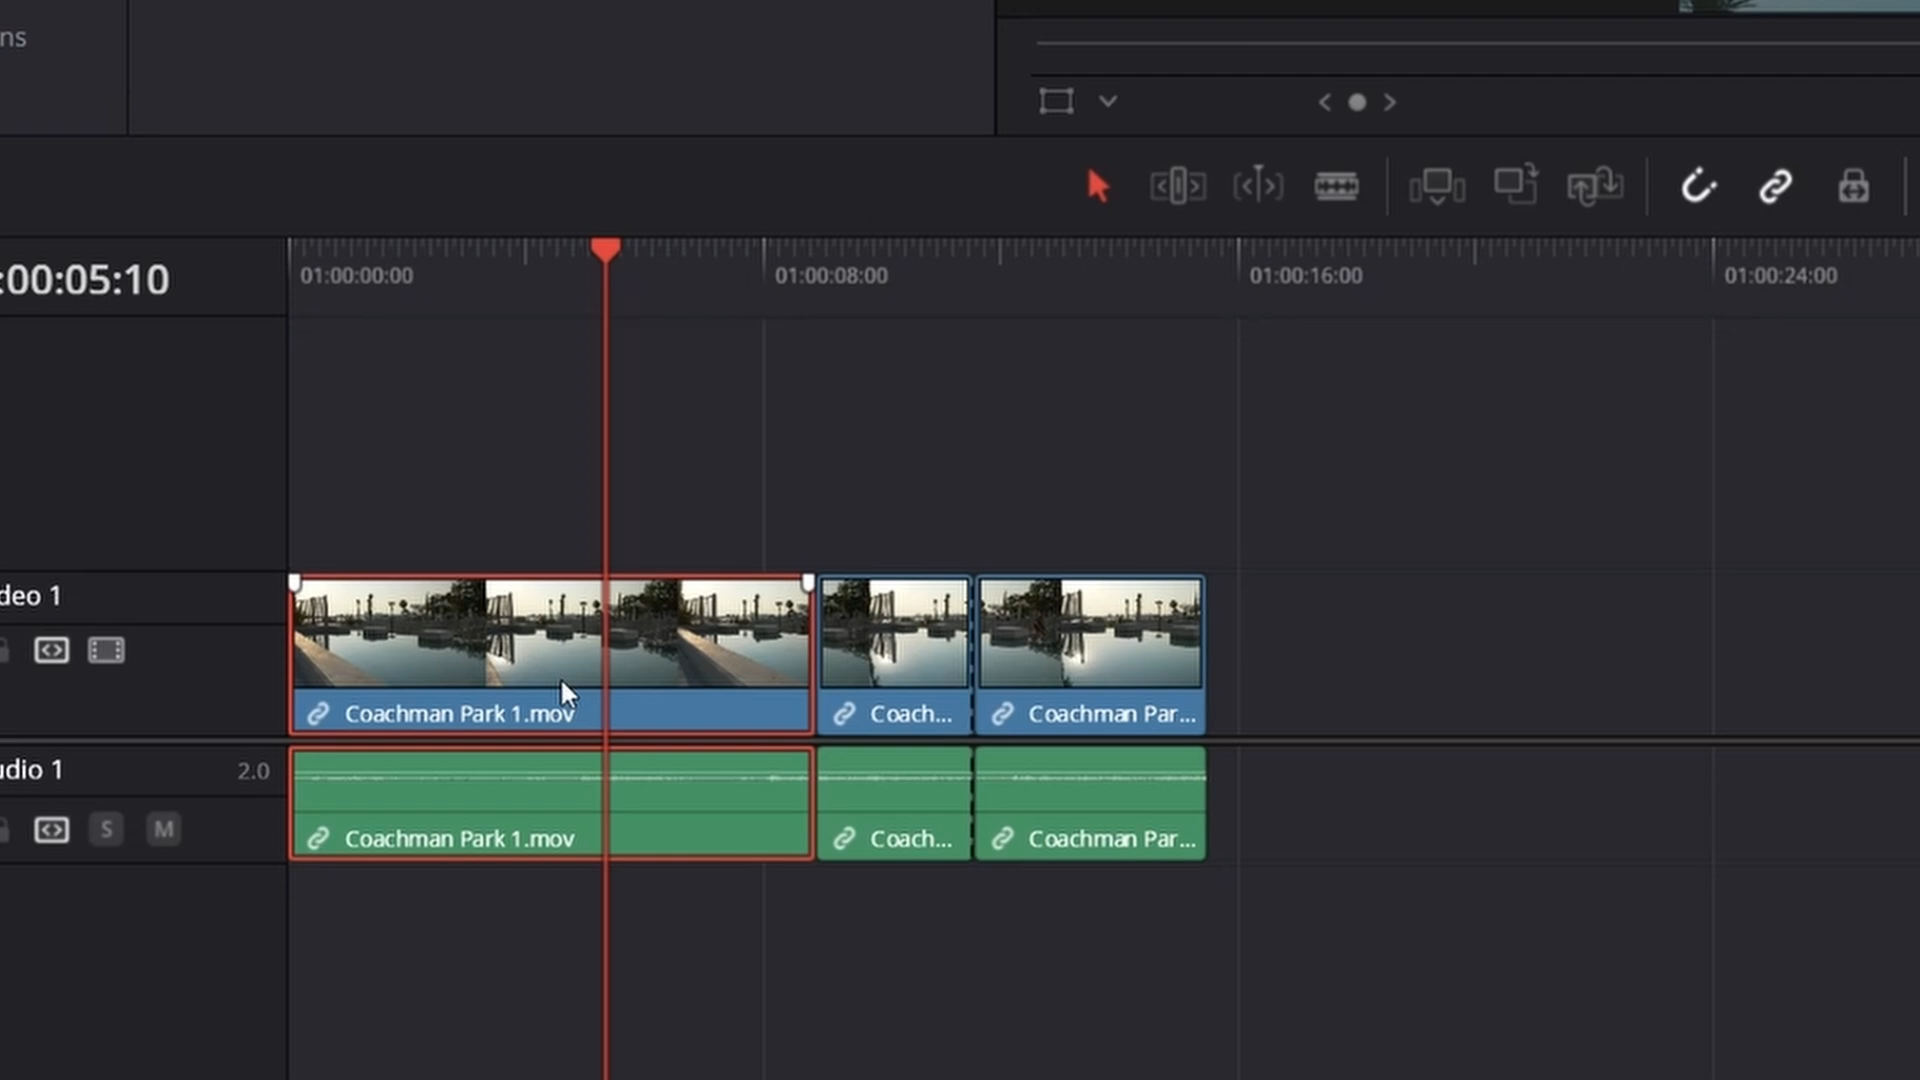 ns
:00:05:10
01:00:00:00
01:00:08:00
01:00:16:00
01:00:24:00
deo 1
Coachman Park 1.mov
Coach...
Coachman Par...
udio 1
2.0
S
M
Coachman Park 1.mov
Coach...
Coachman Par...